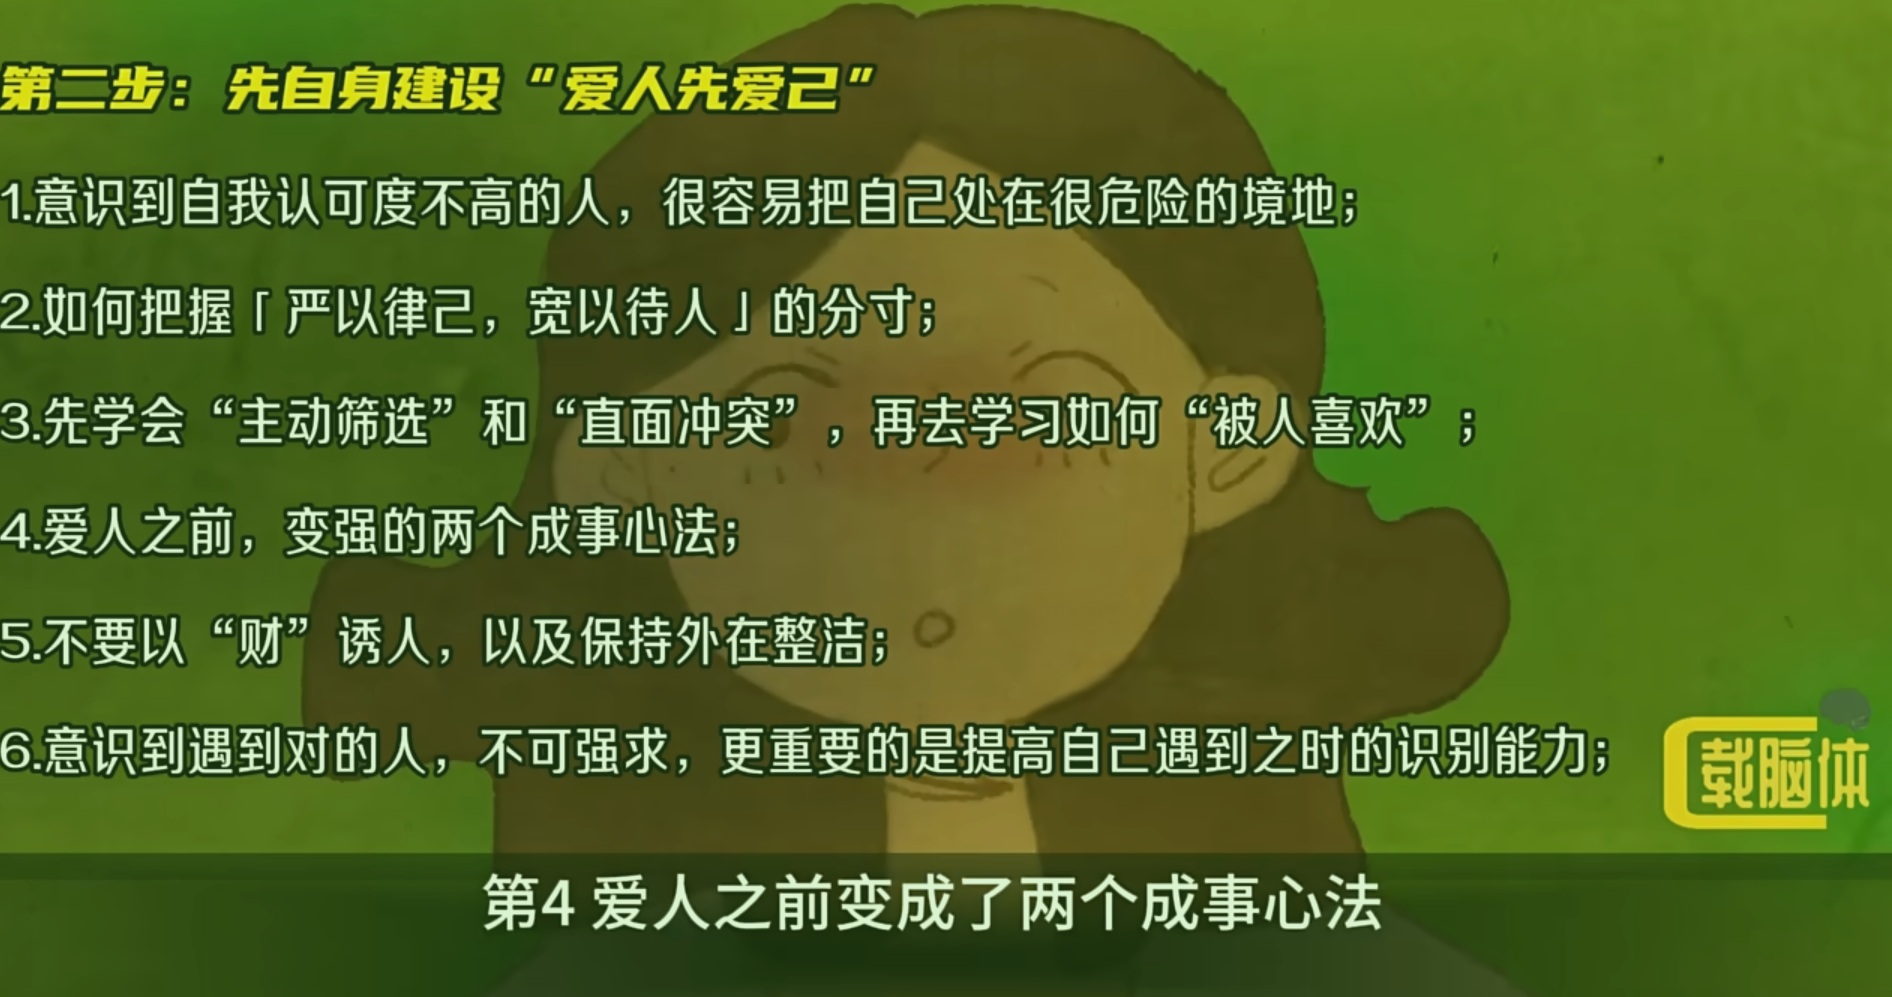 第二步：先自身建设“爱人先爱己”
1.意识到自我认可度不高的人，很容易把自己处在很危险的境地；
2.如何把握「严以律己，宽以待人」的分寸；
3.先学会“主动筛选”和“直面冲突”，再去学习如何“被人喜欢”；
4.爱人之前，变强的两个成事心法；
5.不要以“财”诱人，以及保持外在整洁；
6.意识到遇到对的人，不可强求，更重要的是提高自己遇到之时的识别能力；
载脑体
第4 爱人之前变成了两个成事心法